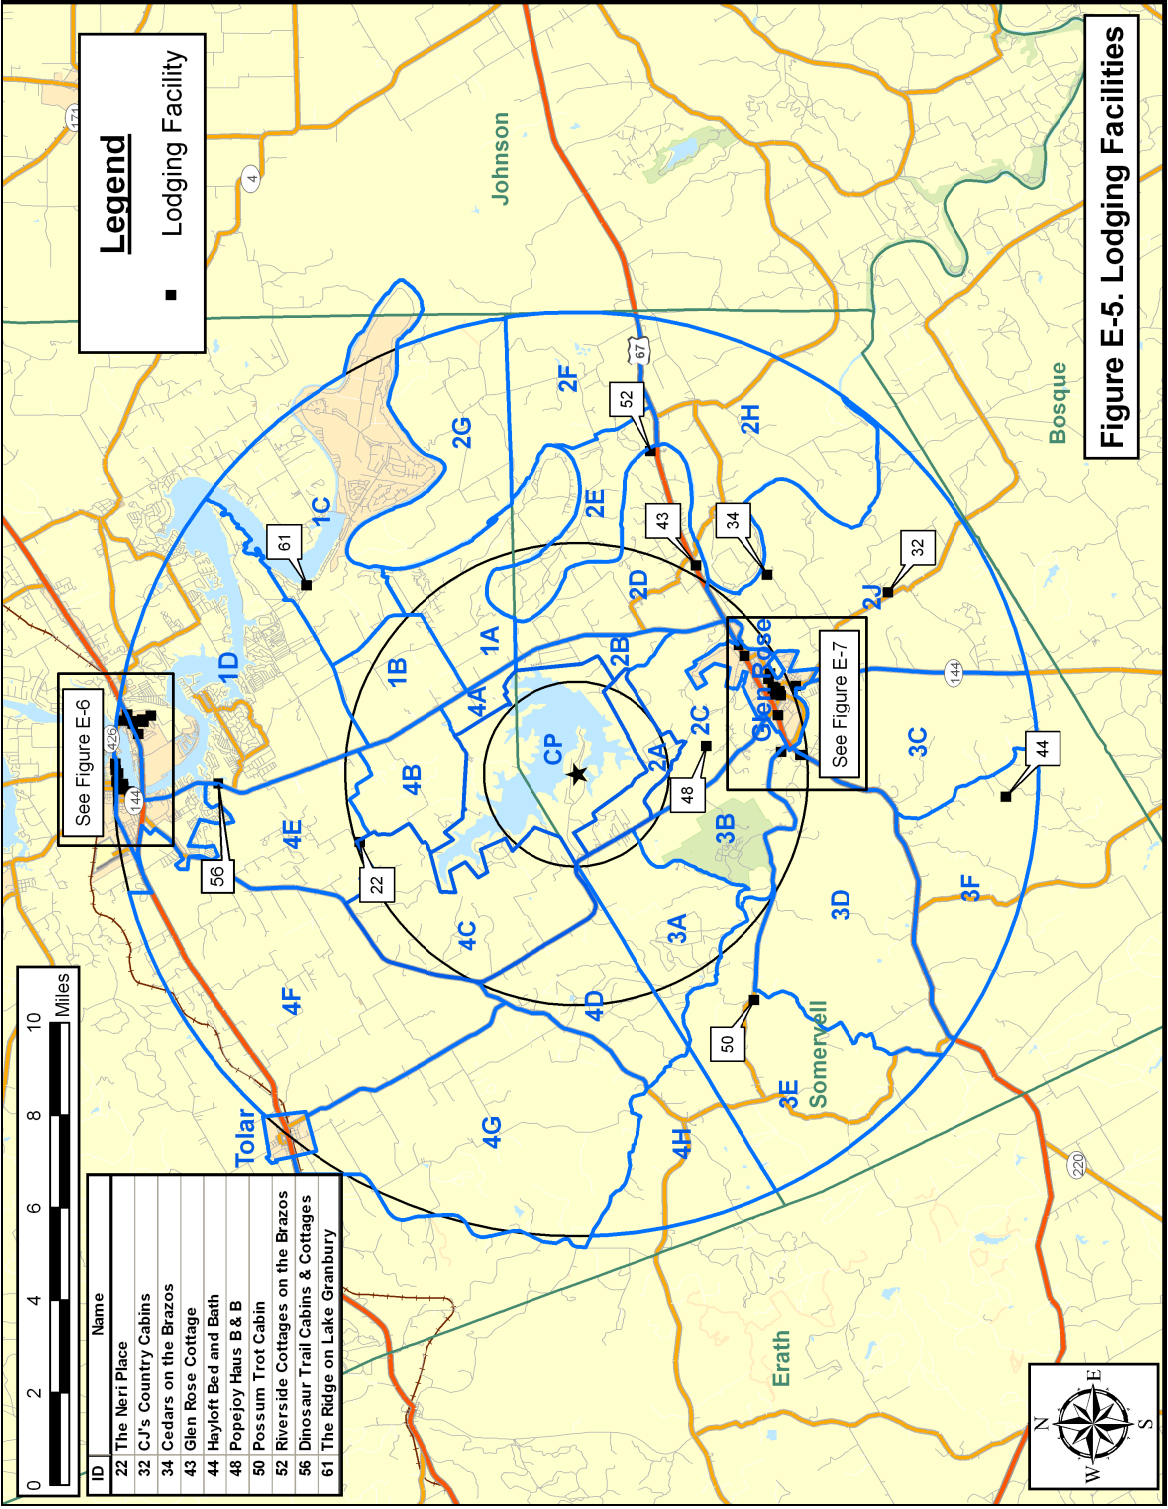 Figure E-5. Lodging Facilities
Legend
Lodging Facility
0 2 4 6 8 10
Miles
ID Name
22 The Neri Place
32 CJ's Country Cabins
34 Cedars on the Brazos
43 Glen Rose Cottage
44 Hayloft Bed and Bath
48 Popejoy Haus B & B
50 Possum Trot Cabin
52 Riverside Cottages on the Brazos
56 Dinosaur Trail Cabins & Cottages
61 The Ridge on Lake Granbury
See Figure E-6
See Figure E-7
Tolar
Glen Rose
Johnson
Bosque
Somervell
Erath
CP
1A
1B
1C
1D
2A
2B
2C
2D
2E
2F
2G
2H
2J
3A
3B
3C
3D
3E
3F
4A
4B
4C
4D
4E
4F
4G
4H
22
32
34
43
44
48
50
52
56
61
171
4
67
144
144
426
220
N
E
S
W